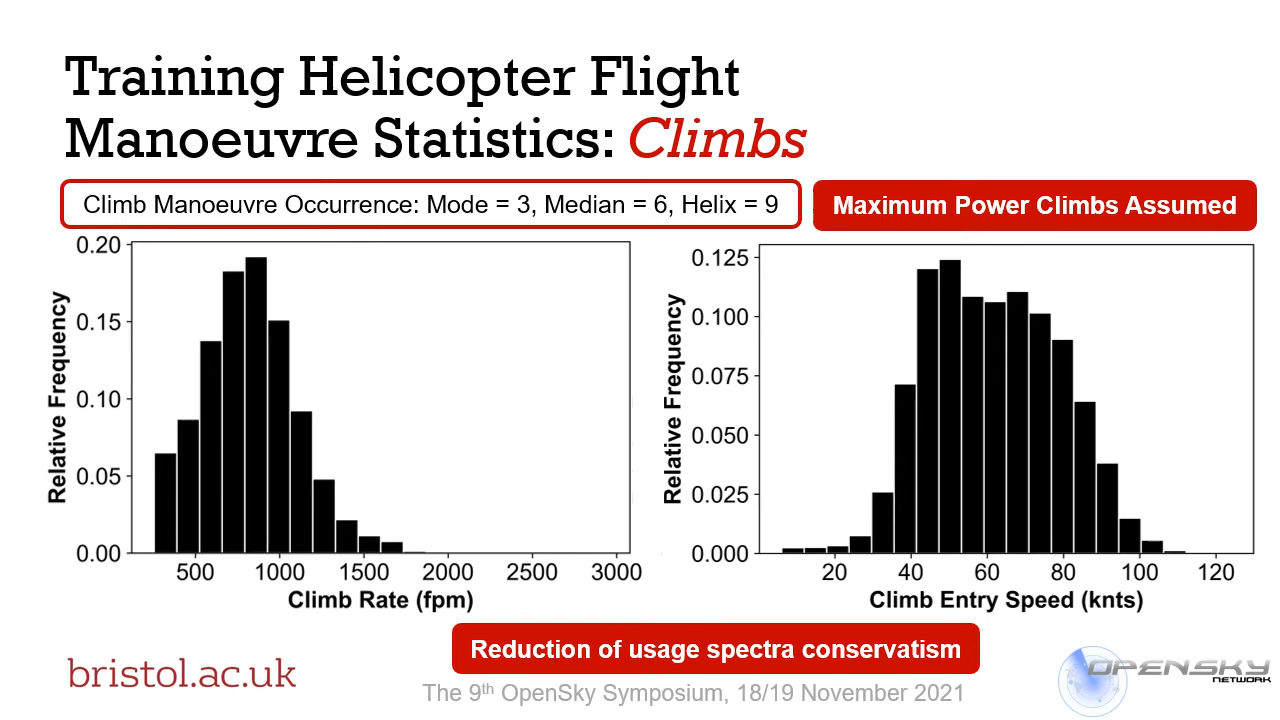 Training Helicopter Flight
Manoeuvre Statistics: Climbs
Climb Manoeuvre Occurrence: Mode = 3, Median = 6, Helix = 9
Maximum Power Climbs Assumed
0.20
0.15
0.10
0.05
0.00
Relative Frequency
500 1000 1500 2000 2500 3000
Climb Rate (fpm)
0.125
0.100
0.075
0.050
0.025
0.000
Relative Frequency
20 40 60 80 100 120
Climb Entry Speed (knts)
Reduction of usage spectra conservatism
bristol.ac.uk
The 9th OpenSky Symposium, 18/19 November 2021
OPENSKY
NETWORK